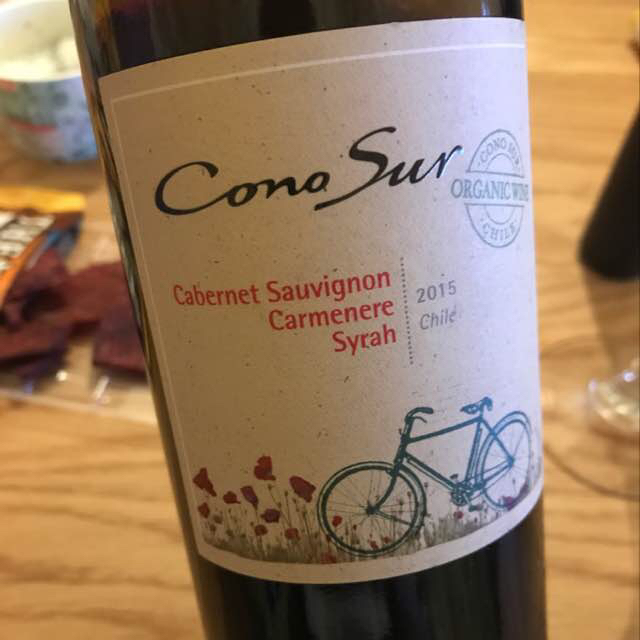 Cono Sur
CONO SUR
ORGANIC WINE
CHILE
Cabernet Sauvignon
Carmenere
Syrah
2015
Chile